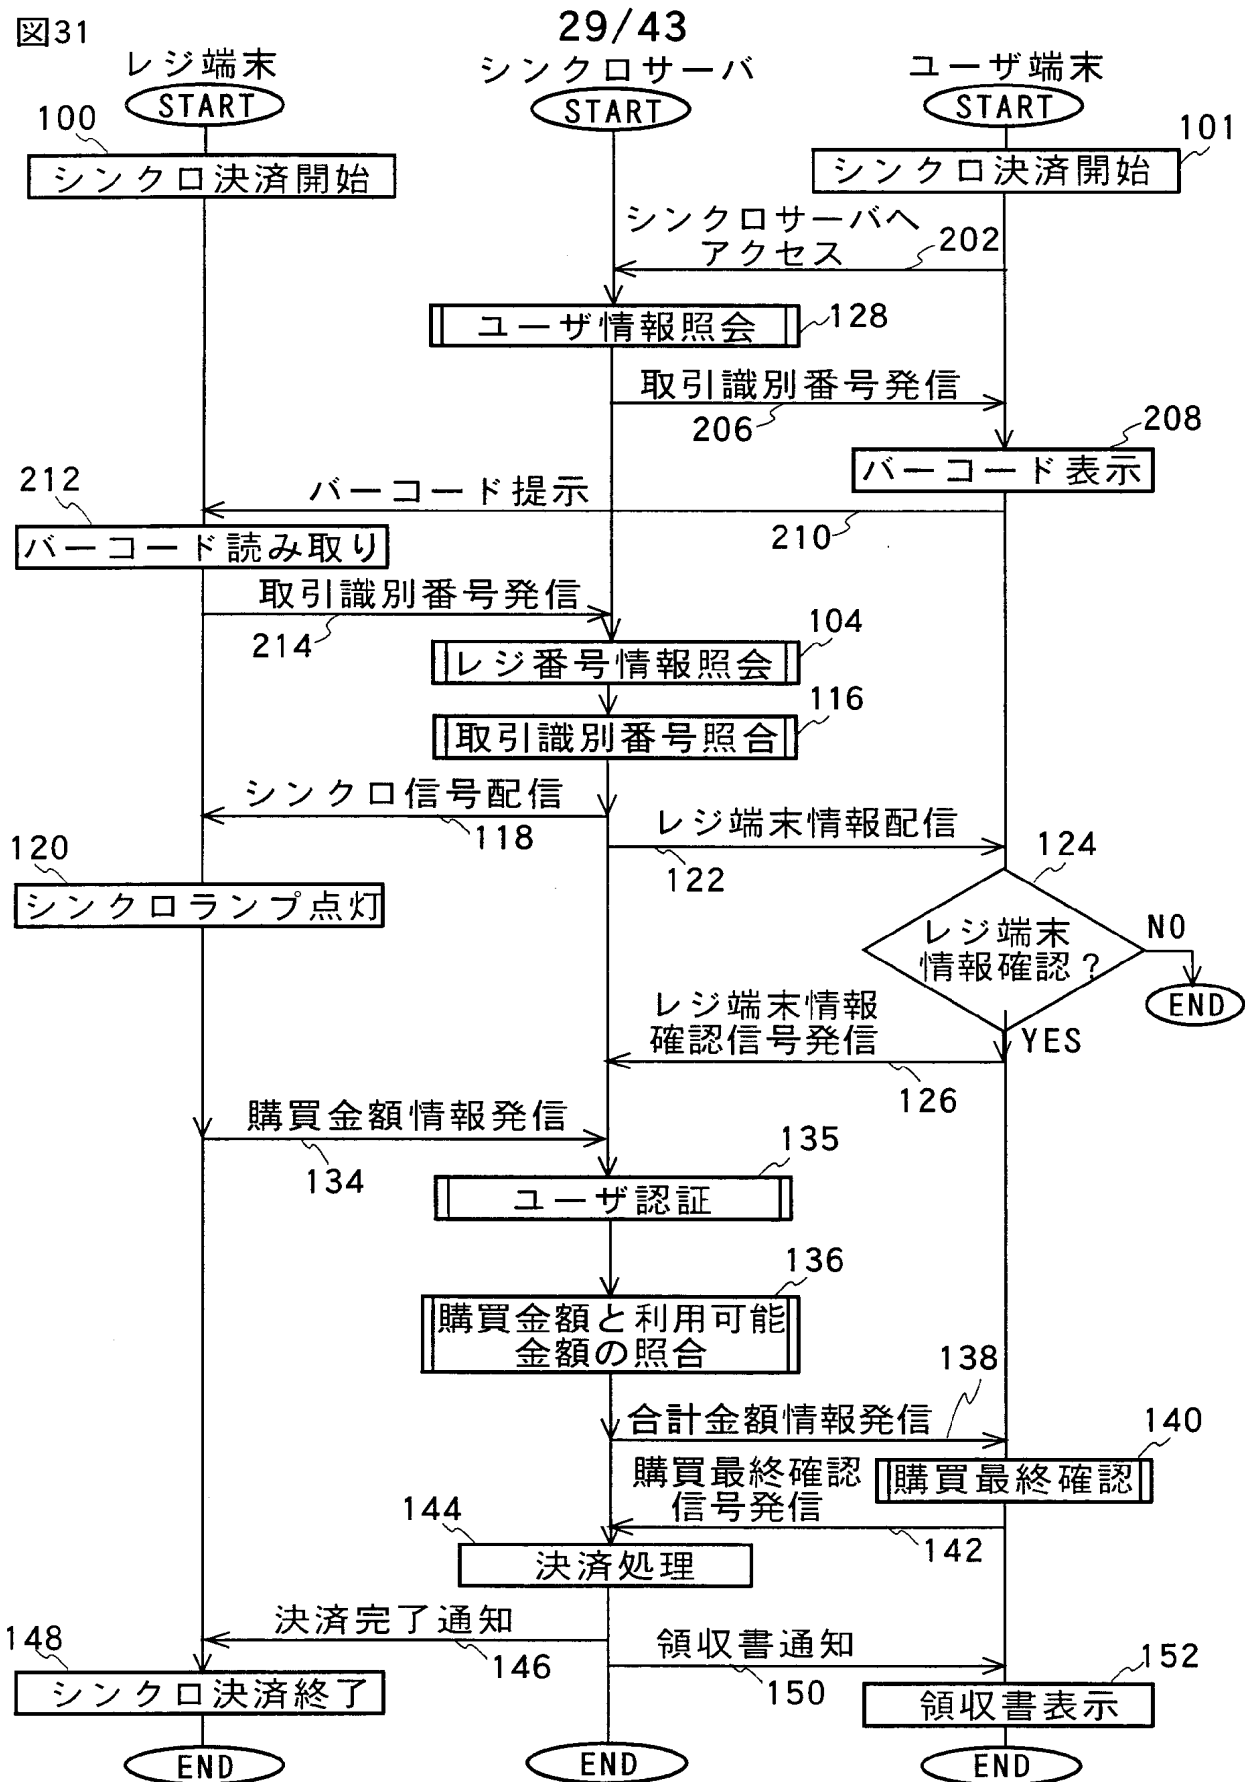 図31
29/43
レジ端末
シンクロサーバ
ユーザ端末
START
START
START
100
シンクロ決済開始
101
シンクロ決済開始
シンクロサーバへ
アクセス
202
ユーザ情報照会
128
取引識別番号発信
206
208
バーコード表示
212
バーコード提示
210
バーコード読み取り
取引識別番号発信
214
104
レジ番号情報照会
116
取引識別番号照合
シンクロ信号配信
118
レジ端末情報配信
122
120
シンクロランプ点灯
124
レジ端末
情報確認?
NO
END
YES
レジ端末情報
確認信号発信
126
購買金額情報発信
134
135
ユーザ認証
136
購買金額と利用可能
金額の照合
138
合計金額情報発信
140
購買最終確認
購買最終確認
信号発信
142
144
決済処理
決済完了通知
146
148
シンクロ決済終了
領収書通知
150
152
領収書表示
END
END
END